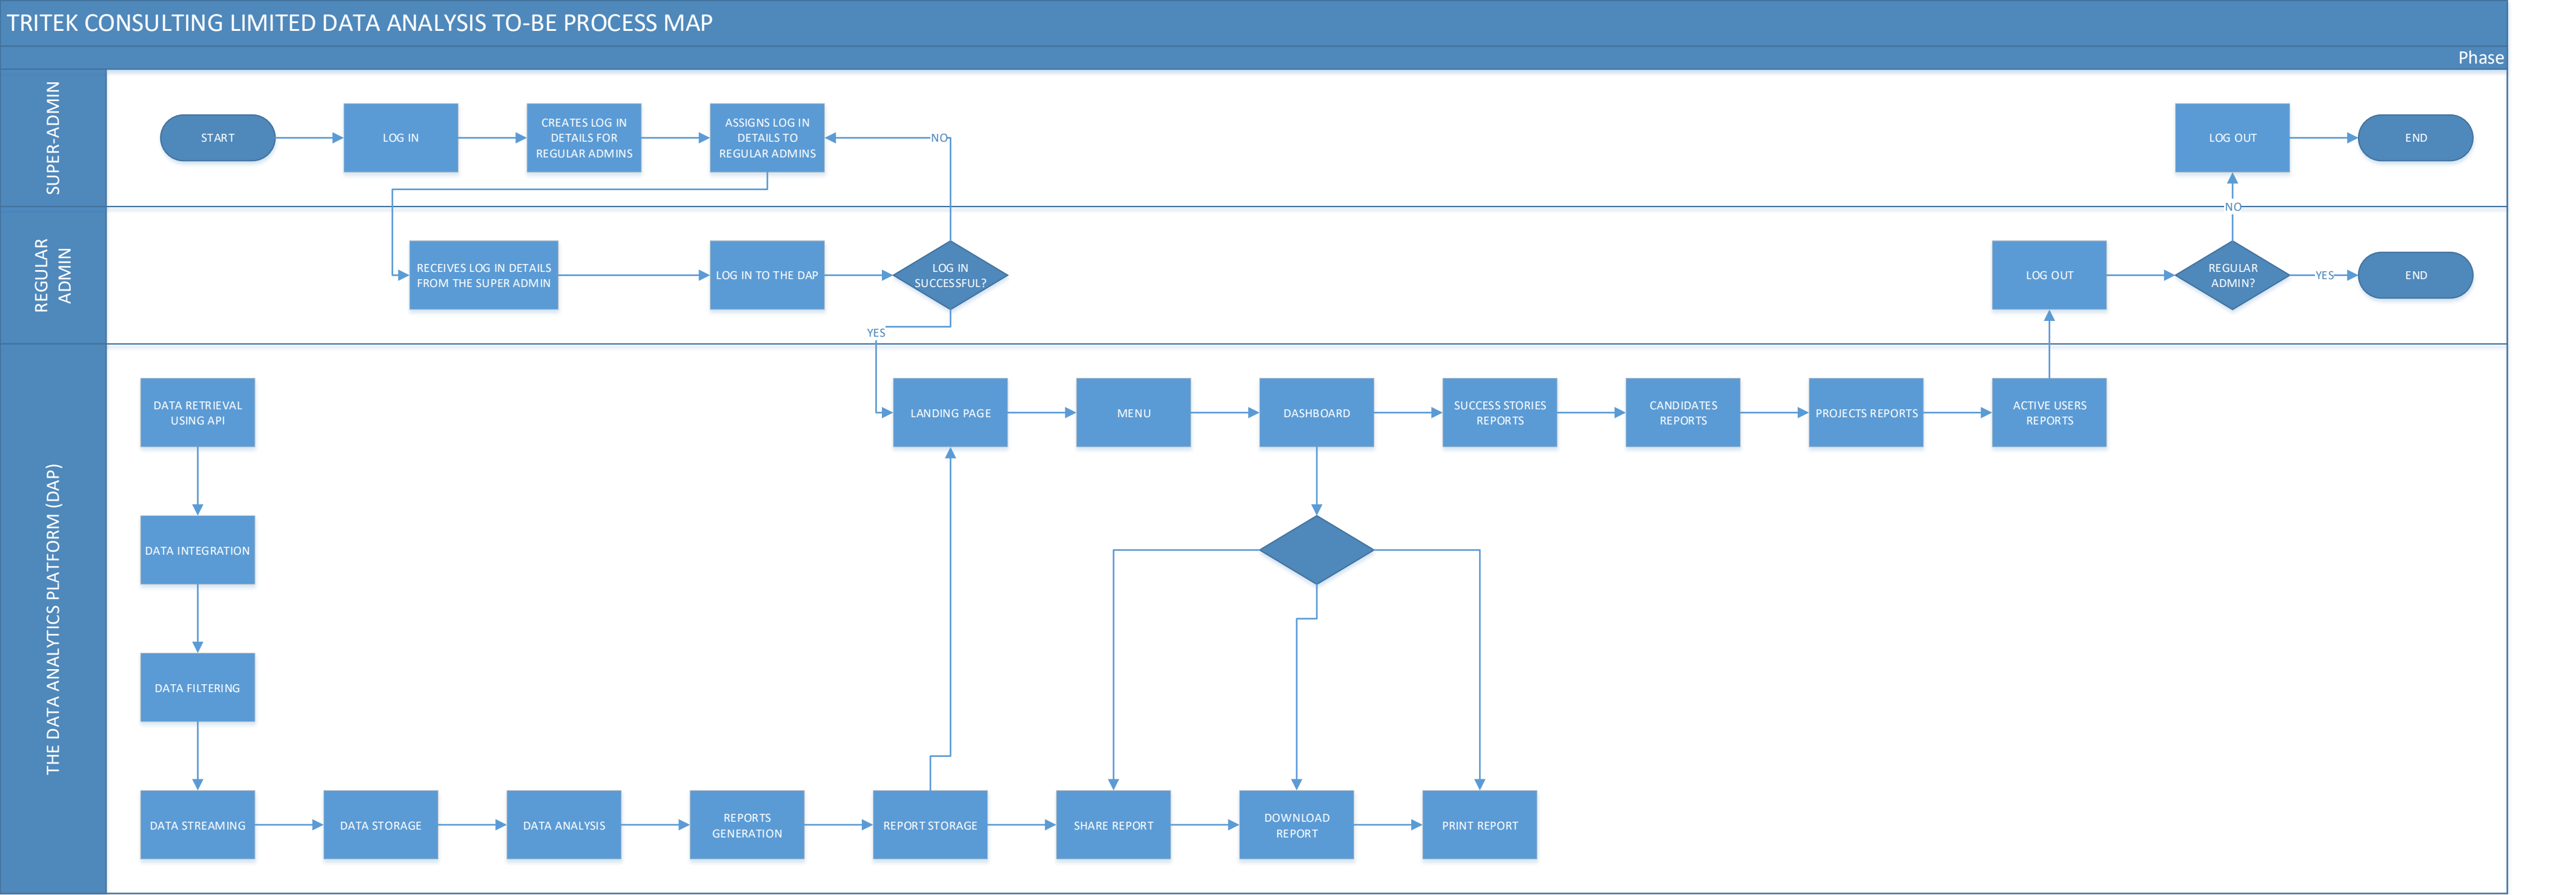 TRITEK CONSULTING LIMITED DATA ANALYSIS TO-BE PROCESS MAP
Phase
SUPER-ADMIN
START
LOG IN
CREATES LOG IN
DETAILS FOR
REGULAR ADMINS
ASSIGNS LOG IN
DETAILS TO
REGULAR ADMINS
NO
LOG OUT
END
NO
REGULAR
ADMIN
RECEIVES LOG IN DETAILS
FROM THE SUPER ADMIN
LOG IN TO THE DAP
LOG IN
SUCCESSFUL?
YES
LOG OUT
REGULAR
ADMIN?
YES
END
THE DATA ANALYTICS PLATFORM (DAP)
DATA RETRIEVAL
USING API
LANDING PAGE
MENU
DASHBOARD
SUCCESS STORIES
REPORTS
CANDIDATES
REPORTS
PROJECTS REPORTS
ACTIVE USERS
REPORTS
DATA INTEGRATION
DATA FILTERING
DATA STREAMING
DATA STORAGE
DATA ANALYSIS
REPORTS
GENERATION
REPORT STORAGE
SHARE REPORT
DOWNLOAD
REPORT
PRINT REPORT